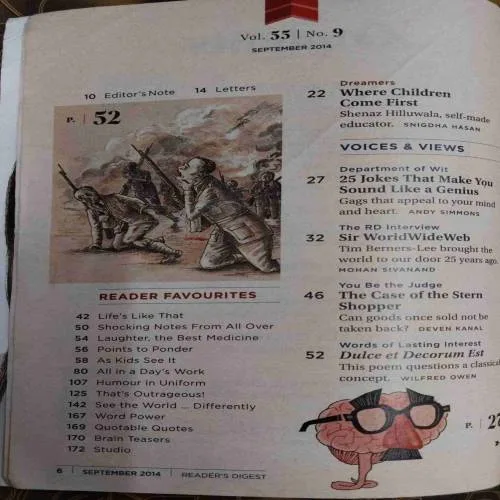 Vol. 55 | No. 9
SEPTEMBER 2014
10 Editor's Note 14 Letters
P. | 52
READER FAVOURITES
42 Life's Like That
50 Shocking Notes From All Over
54 Laughter, the Best Medicine
56 Points to Ponder
58 As Kids See It
80 All in a Day's Work
107 Humour in Uniform
125 That's Outrageous!
142 See the World ... Differently
167 Word Power
169 Quotable Quotes
170 Brain Teasers
172 Studio
Dreamers
22 Where Children
Come First
Shenaz Hilluwala, self-made
educator. SNIGDHA HASAN
VOICES & VIEWS
Department of Wit
27 25 Jokes That Make You
Sound Like a Genius
Gags that appeal to your mind
and heart. ANDY SIMMONS
The RD Interview
32 Sir WorldWideWeb
Tim Berners-Lee brought the
world to our door 25 years ago.
MOHAN SIVANAND
You Be the Judge
46 The Case of the Stern
Shopper
Can goods once sold not be
taken back? DEVEN KANAL
Words of Lasting Interest
52 Dulce et Decorum Est
This poem questions a classical
concept. WILFRED OWEN
P. |
6 | SEPTEMBER 2014 | READER'S DIGEST